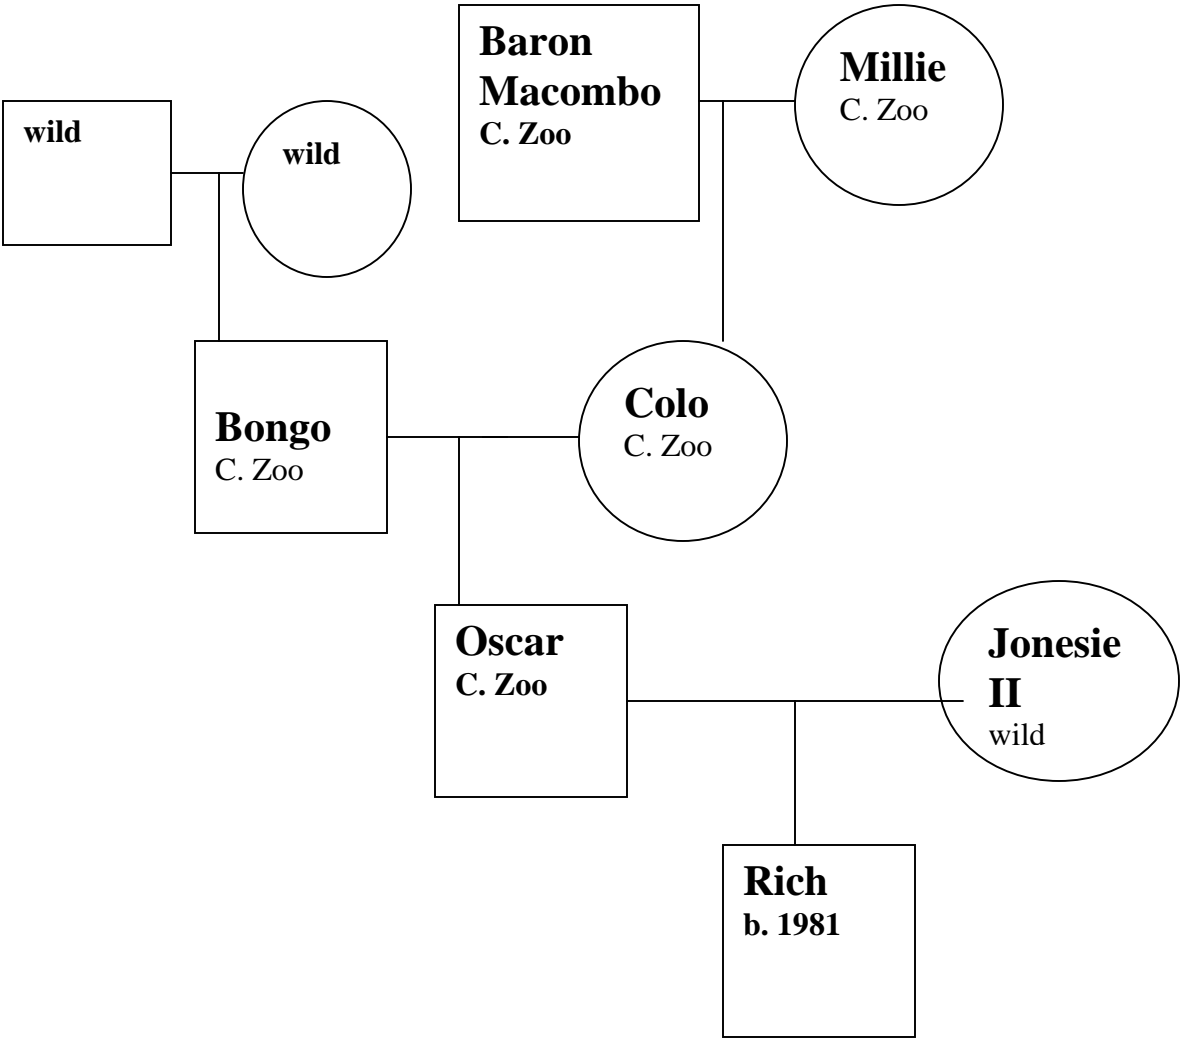 Baron
Macombo
C. Zoo
Millie
C. Zoo
wild
wild
Bongo
C. Zoo
Colo
C. Zoo
Oscar
C. Zoo
Jonesie
II
wild
Rich
b. 1981